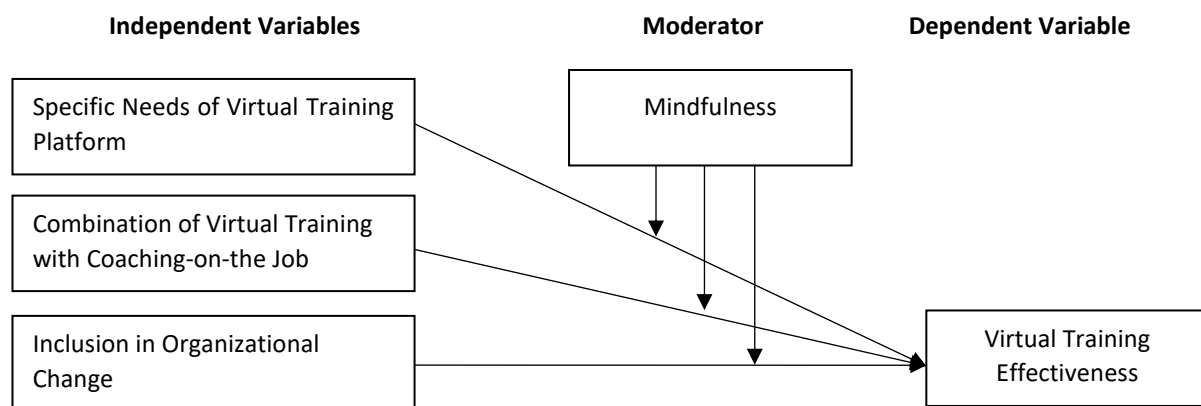 Independent Variables
Moderator
Dependent Variable
Specific Needs of Virtual Training
Platform
Mindfulness
Combination of Virtual Training
with Coaching-on-the Job
Inclusion in Organizational
Change
Virtual Training
Effectiveness